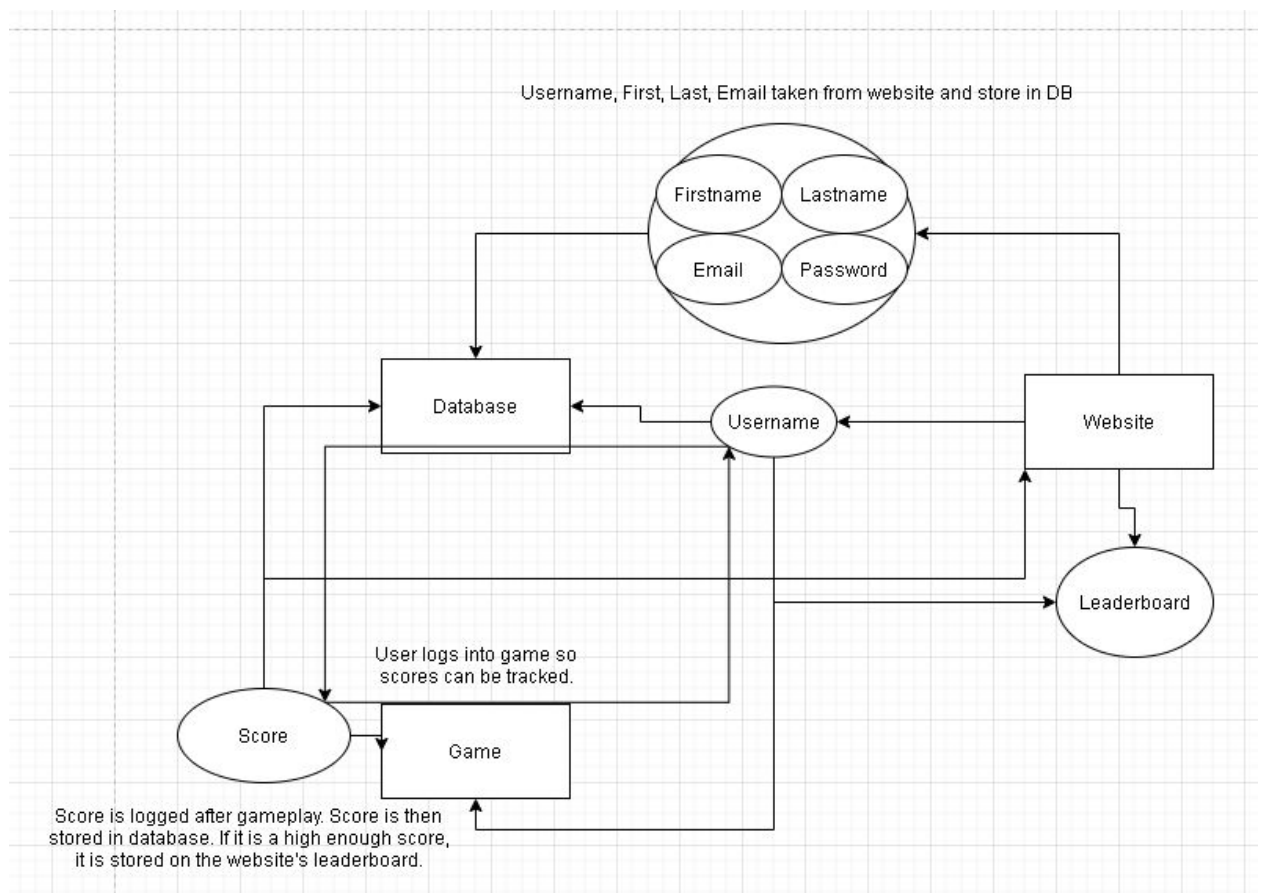 Username, First, Last, Email taken from website and store in DB
Firstname
Lastname
Email
Password
Database
Username
Website
Leaderboard
User logs into game so
scores can be tracked.
Score
Game
Score is logged after gameplay. Score is then
stored in database. If it is a high enough score,
it is stored on the website's leaderboard.